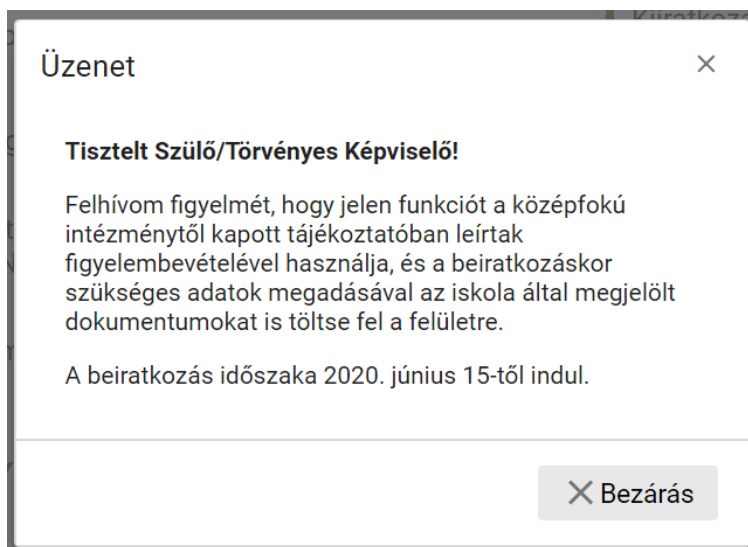 Üzenet
Tisztelt Szülő/Törvényes Képviselő!
Felhívom figyelmét, hogy jelen funkciót a középfokú
intézménytől kapott tájékoztatóban leírtak
figyelembevételével használja, és a beiratkozáskor
szükséges adatok megadásával az iskola által megjelölt
dokumentumokat is töltse fel a felületre.
A beiratkozás időszaka 2020. június 15-től indul.
Bezárás